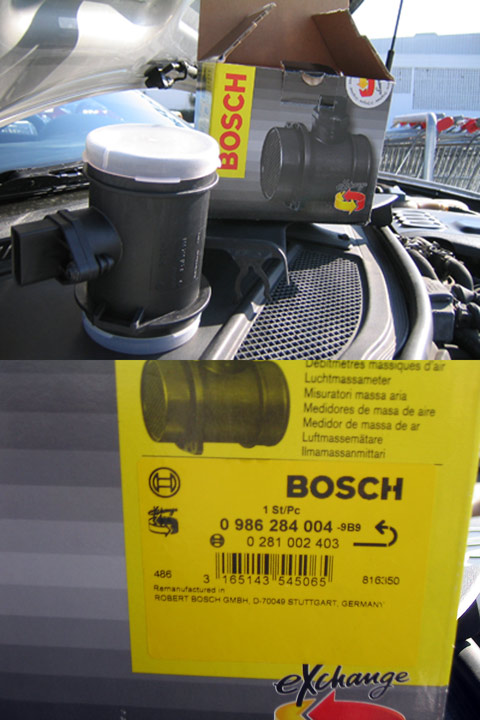 BOSCH
Débitmètres massiques d'air
Luchtmassameter
Misuratori massa aria
Medidores de masa de aire
Medidor de massa de ar
Luftmassemätare
Ilmamassanmittari
BOSCH
1 St/Pc
0 986 284 004 -9B9
0 281 002 403
486 3 165143 545065 816350
Remanufactured in
ROBERT BOSCH GMBH, D-70049 STUTTGART, GERMANY
eXchange